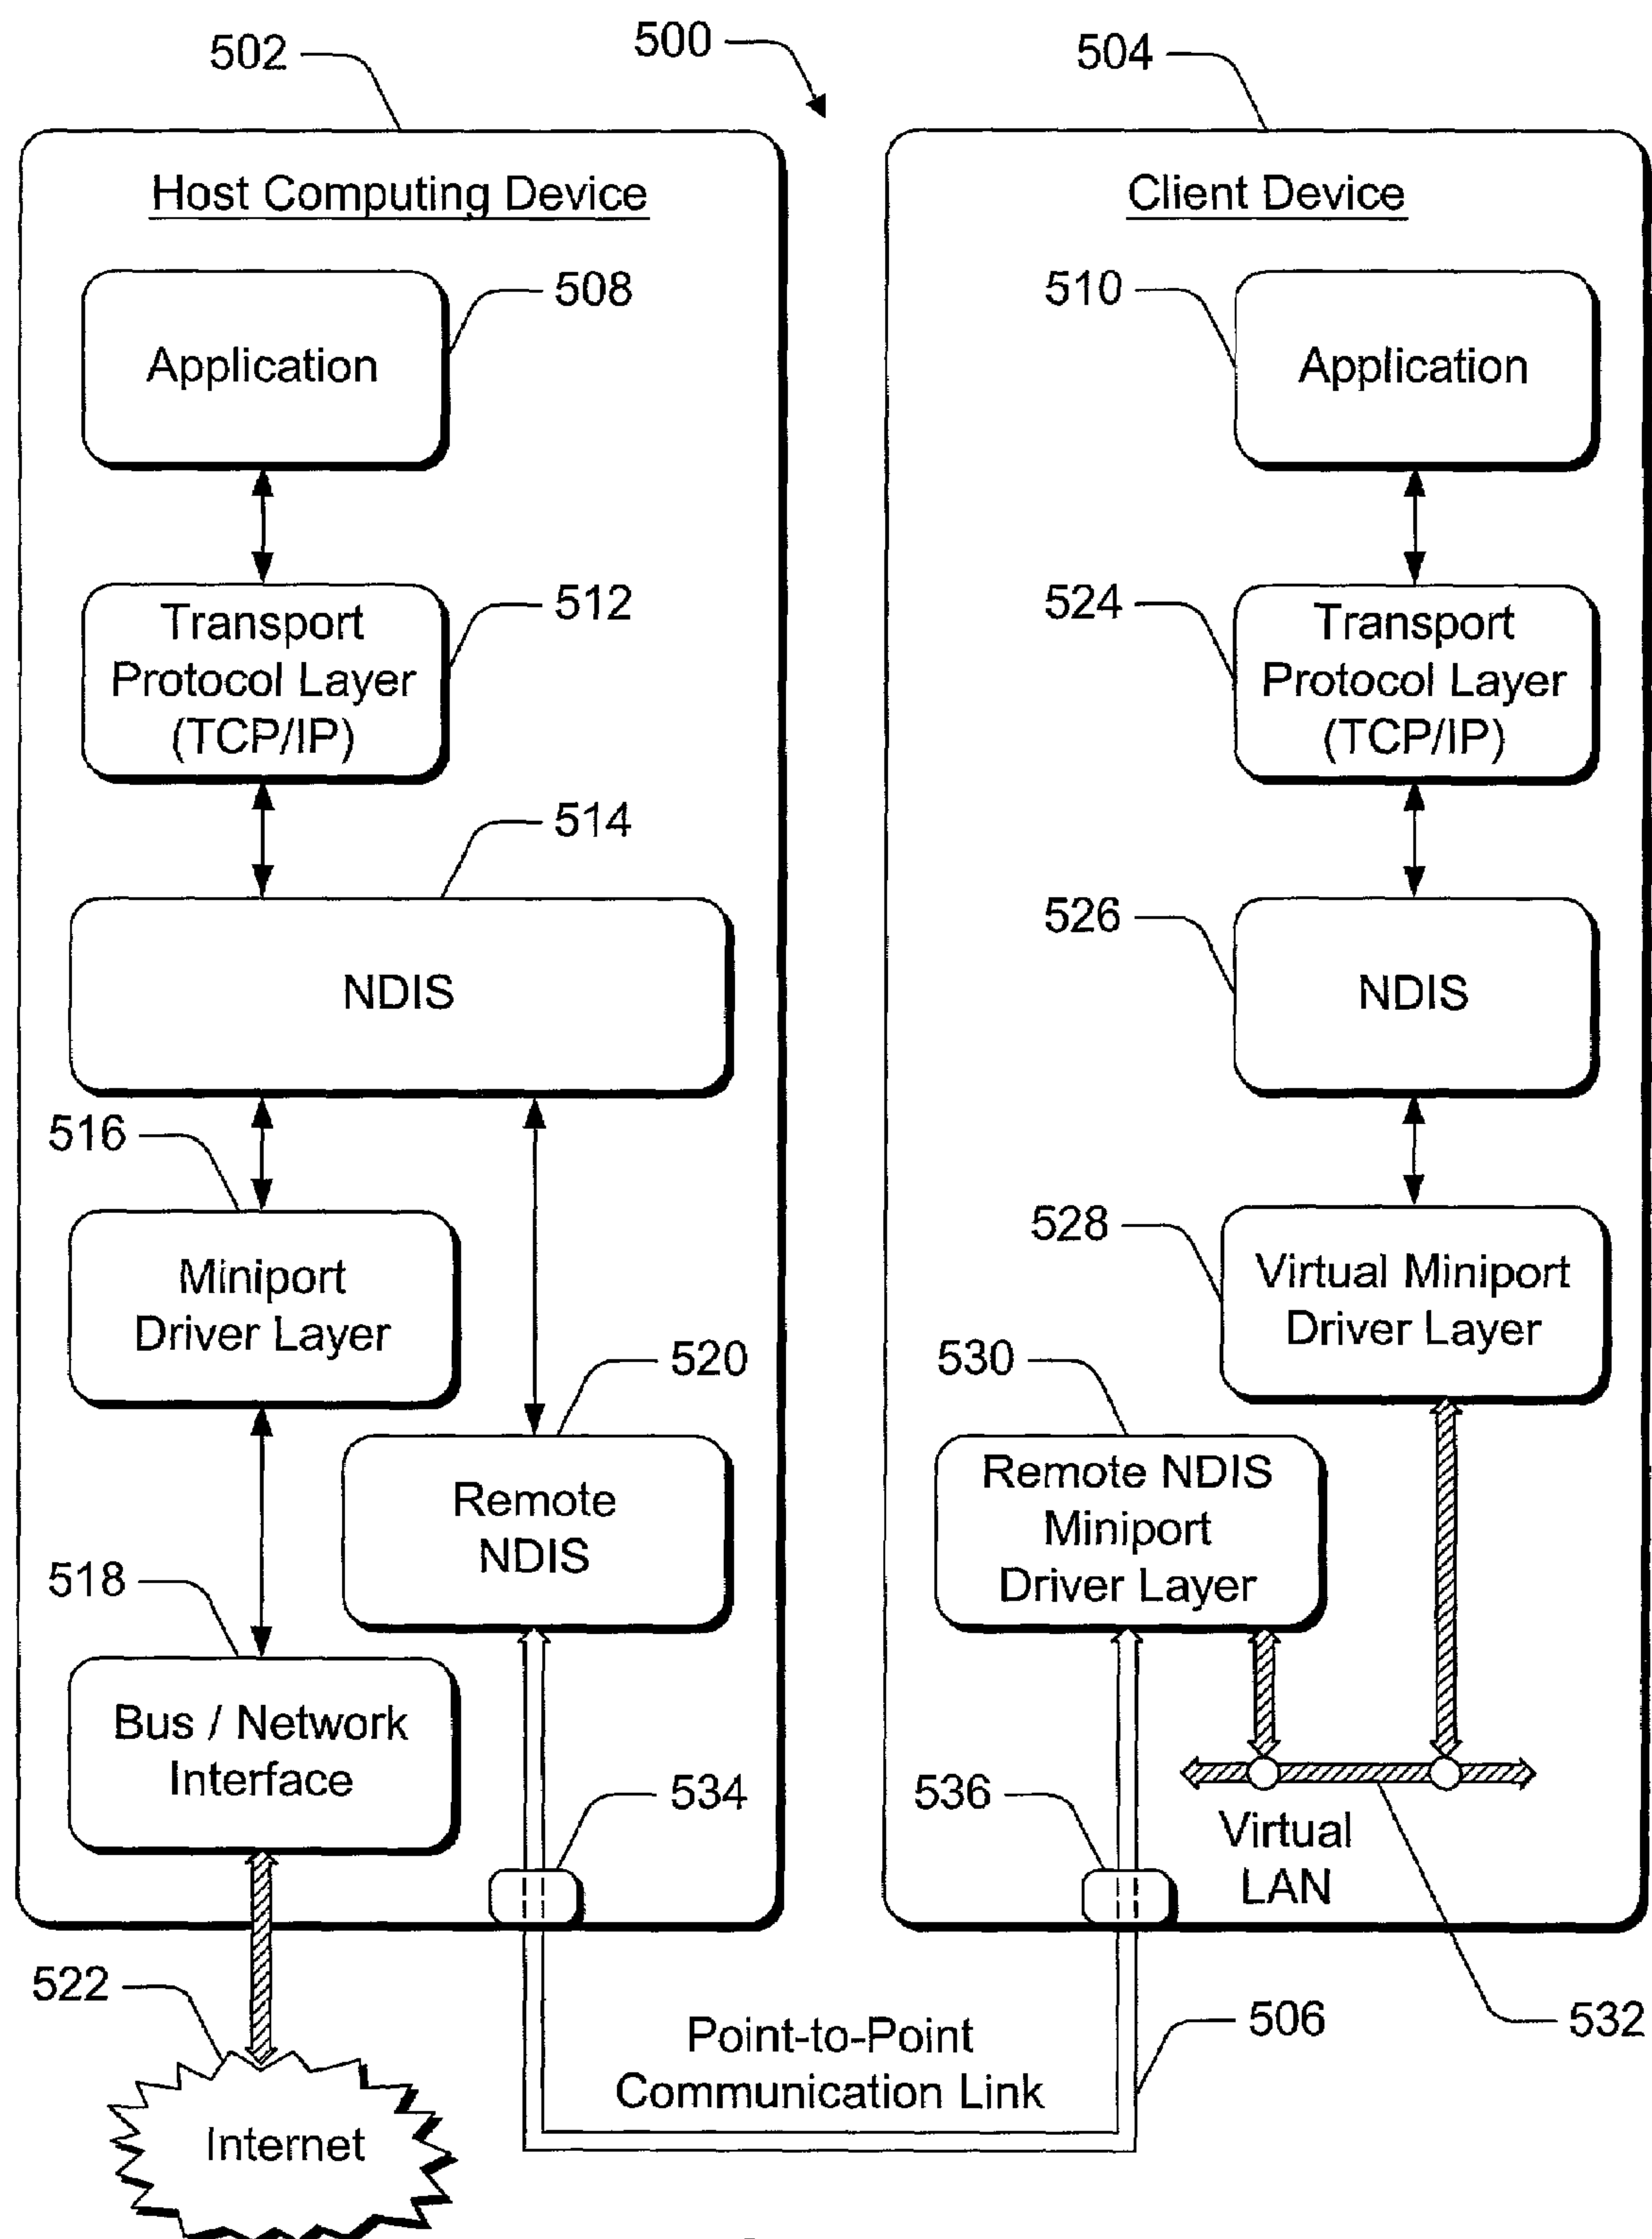 502
500
504
Host Computing Device
Client Device
508
510
Application
Application
512
524
Transport
Protocol Layer
(TCP/IP)
Transport
Protocol Layer
(TCP/IP)
514
526
NDIS
NDIS
516
528
Miniport
Driver Layer
Virtual Miniport
Driver Layer
520
530
Remote
NDIS
Remote NDIS
Miniport
Driver Layer
518
Bus / Network
Interface
534
536
Virtual
LAN
522
Point-to-Point
Communication Link
506
532
Internet